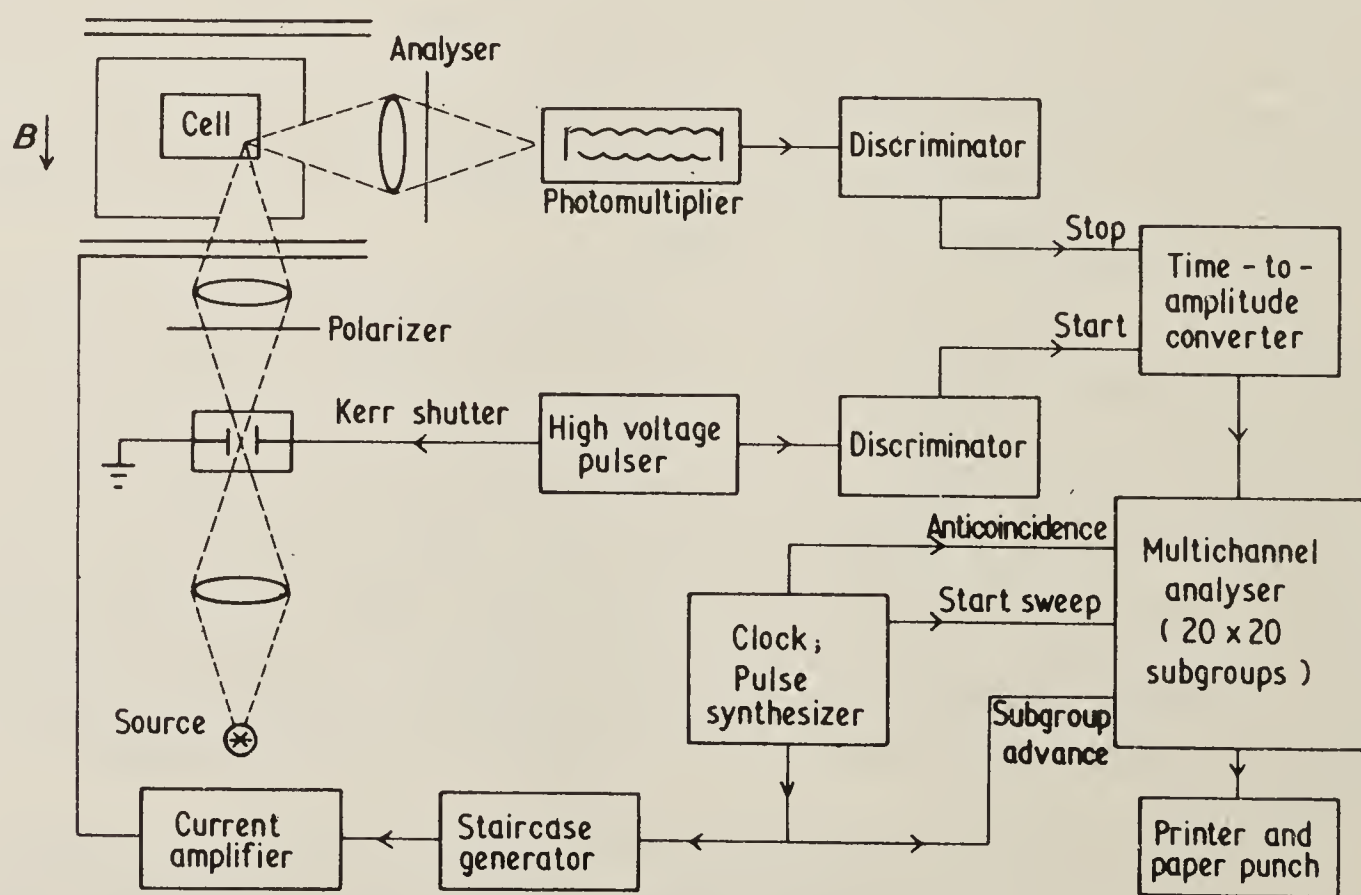 Analyser
Cell
B
Photomultiplier
Discriminator
Stop
Time - to -
amplitude
converter
Start
Polarizer
Kerr shutter
High voltage
pulser
Discriminator
Anticoincidence
Start sweep
Multichannel
analyser
( 20 x 20
subgroups )
Clock;
Pulse
synthesizer
Subgroup
advance
Source
Current
amplifier
Staircase
generator
Printer and
paper punch